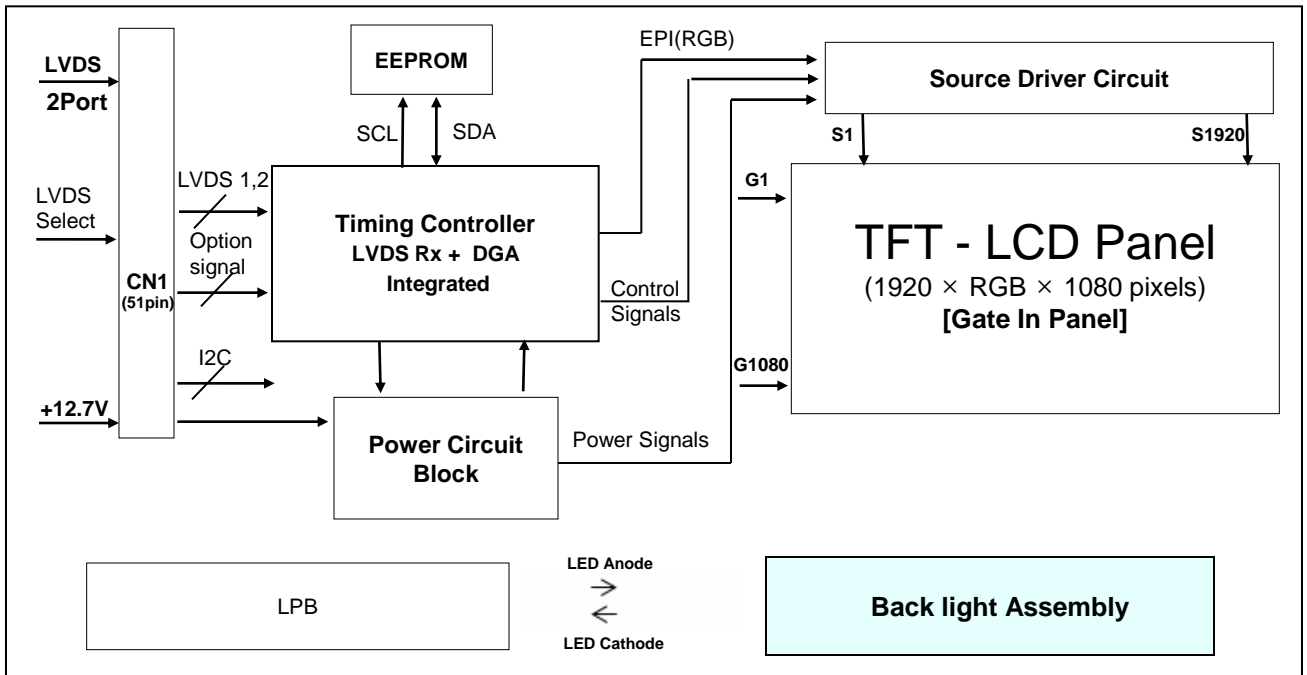 LVDS
2Port
LVDS
Select
+12.7V
CN1
(51pin)
LVDS 1,2
Option
signal
I2C
EEPROM
SCL
SDA
Timing Controller
LVDS Rx + DGA
Integrated
Power Circuit
Block
EPI(RGB)
Control
Signals
Power Signals
Source Driver Circuit
S1
S1920
G1
G1080
TFT - LCD Panel
(1920 × RGB × 1080 pixels)
[Gate In Panel]
LPB
LED Anode
LED Cathode
Back light Assembly